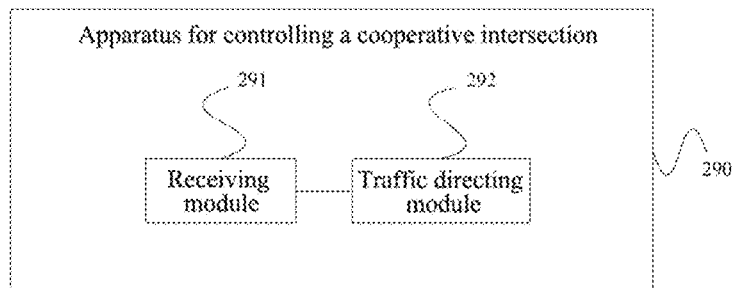 Apparatus for controlling a cooperative intersection
291
292
Receiving
module
Traffic directing
module
290